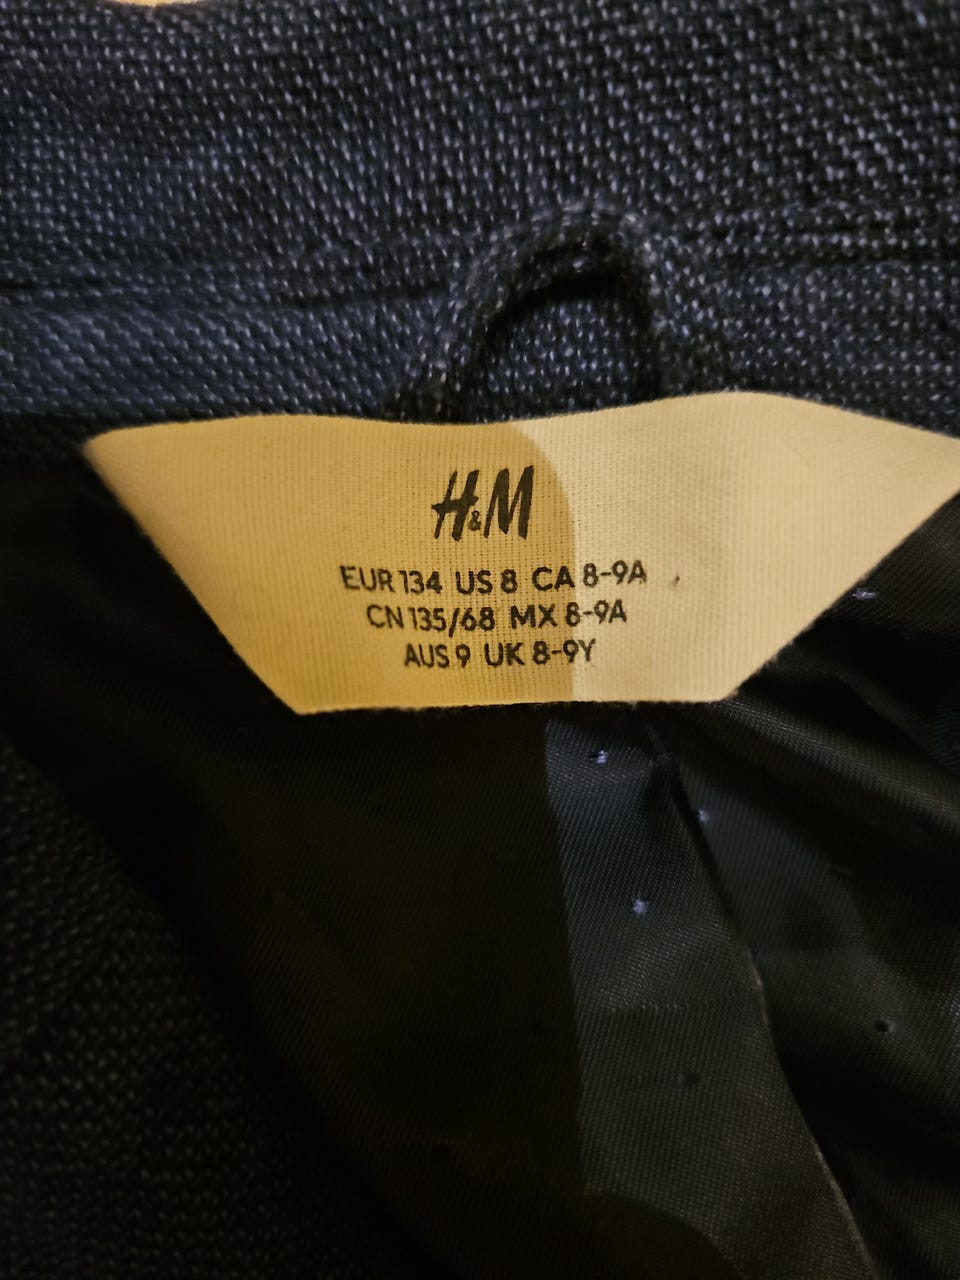 H&M
EUR 134 US 8 CA 8-9A
CN 135/68 MX 8-9A
AUS 9 UK 8-9Y